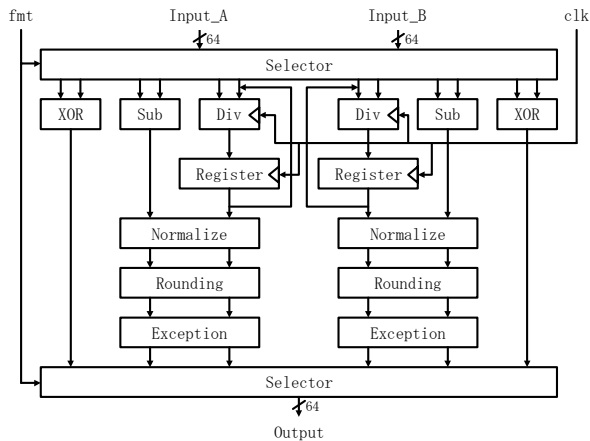 fmt Input_A Input_B clk
64 64
Selector
XOR Sub Div Div Sub XOR
Register Register
Normalize Normalize
Rounding Rounding
Exception Exception
Selector
64
Output